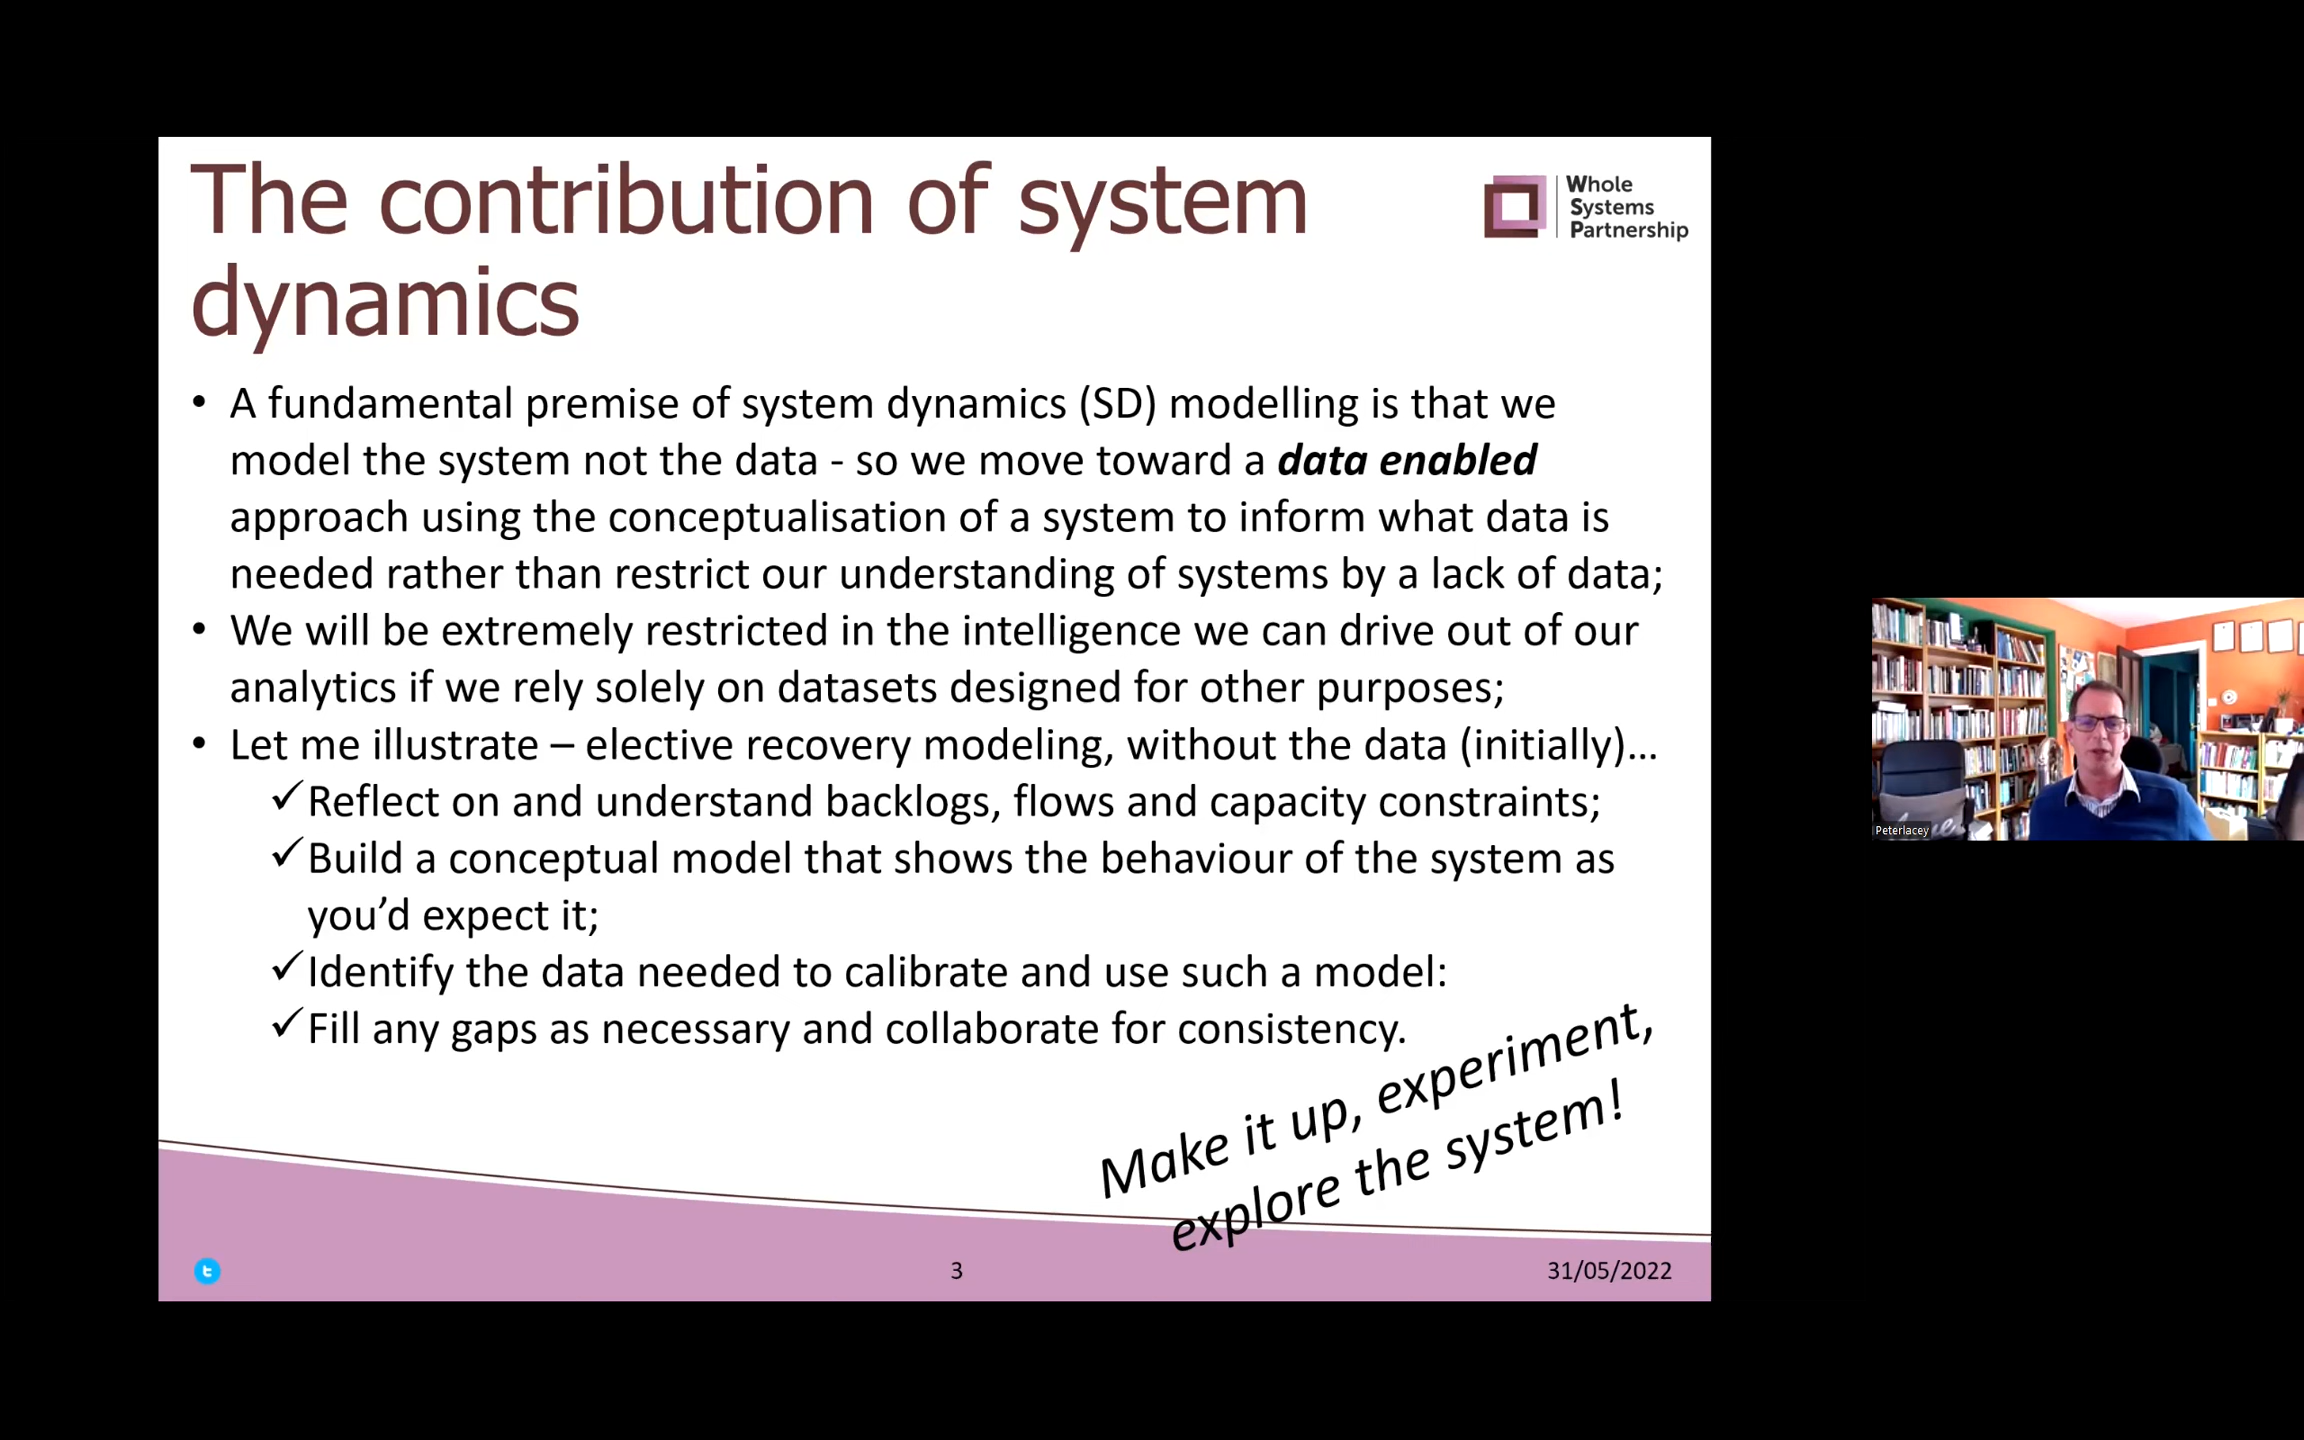 The contribution of system
dynamics
Whole
Systems
Partnership
• A fundamental premise of system dynamics (SD) modelling is that we
model the system not the data - so we move toward a data enabled
approach using the conceptualisation of a system to inform what data is
needed rather than restrict our understanding of systems by a lack of data;
• We will be extremely restricted in the intelligence we can drive out of our
analytics if we rely solely on datasets designed for other purposes;
• Let me illustrate – elective recovery modeling, without the data (initially)…
✓Reflect on and understand backlogs, flows and capacity constraints;
✓Build a conceptual model that shows the behaviour of the system as
you’d expect it;
✓Identify the data needed to calibrate and use such a model:
✓Fill any gaps as necessary and collaborate for consistency.
Make it up, experiment,
explore the system!
3
31/05/2022
Peterlacey